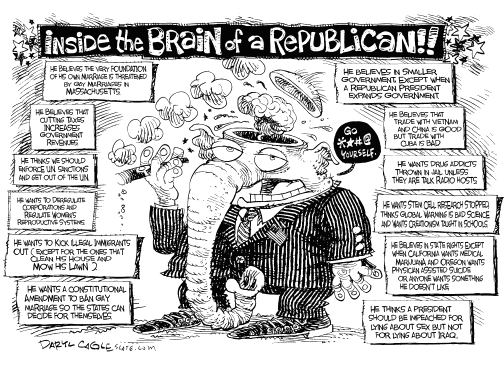 INSIDE the BRAIN of a REPUBLICAN!!
HE BELIEVES THE VERY FOUNDATION
OF HIS OWN MARRIAGE IS THREATENED
BY GAY MARRIAGES IN
MASSACHUSETTS.
HE BELIEVES THAT
CUTTING TAXES
INCREASES
GOVERNMENT
REVENUES
HE THINKS WE SHOULD
ENFORCE UN SANCTIONS
AND GET OUT OF THE UN.
HE WANTS TO DEREGULATE
CORPORATIONS AND
REGULATE WOMEN'S
REPRODUCTIVE SYSTEMS
HE WANTS TO KICK ILLEGAL IMMIGRANTS
OUT (EXCEPT FOR THE ONES THAT
CLEAN HIS HOUSE AND
MOW HIS LAWN.)
HE WANTS A CONSTITUTIONAL
AMENDMENT TO BAN GAY
MARRIAGE SO THE STATES CAN
DECIDE FOR THEMSELVES.
DARYL CAGLE SLATE.COM
GO
*%#@
YOURSELF.
HE BELIEVES IN SMALLER
GOVERNMENT, EXCEPT WHEN
A REPUBLICAN PRESIDENT
EXPANDS GOVERNMENT.
HE BELIEVES THAT
TRADE WITH VIETNAM
AND CHINA IS GOOD
BUT TRADE WITH
CUBA IS BAD
HE WANTS DRUG ADDICTS
THROWN IN JAIL UNLESS
THEY ARE TALK RADIO HOSTS
HE WANTS STEM CELL RESEARCH STOPPED,
THINKS GLOBAL WARMING IS BAD SCIENCE
AND WANTS CREATIONISM TAUGHT IN SCHOOLS.
HE BELIEVES IN STATE RIGHTS EXCEPT
WHEN CALIFORNIA WANTS MEDICAL
MARIJUANA AND OREGON WANTS
PHYSICIAN ASSISTED SUICIDE
OR ANYONE WANTS SOMETHING
HE DOESN'T LIKE
HE THINKS A PRESIDENT
SHOULD BE IMPEACHED FOR
LYING ABOUT SEX BUT NOT
FOR LYING ABOUT IRAQ.